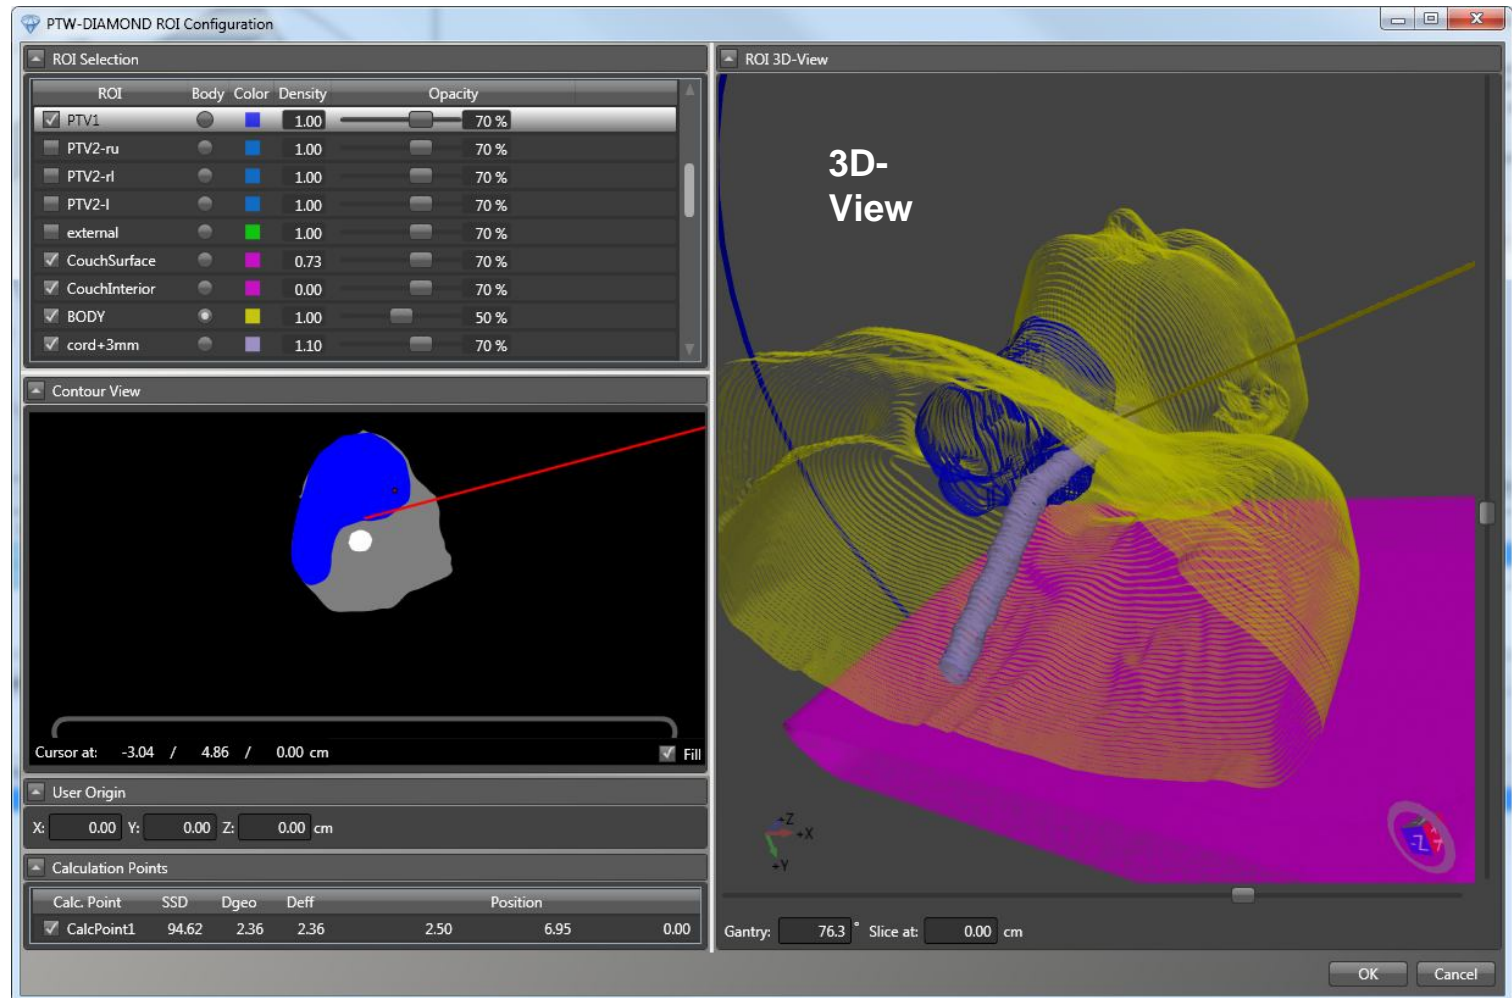 PTW-DIAMOND ROI Configuration
ROI Selection
ROI Body Color Density Opacity
PTV1 1.00 70 %
PTV2-ru 1.00 70 %
PTV2-rl 1.00 70 %
PTV2-l 1.00 70 %
external 1.00 70 %
CouchSurface 0.73 70 %
CouchInterior 0.00 70 %
BODY 1.00 50 %
cord+3mm 1.10 70 %
Contour View
Cursor at: -3.04 / 4.86 / 0.00 cm Fill
User Origin
X: 0.00 Y: 0.00 Z: 0.00 cm
Calculation Points
Calc. Point SSD Dgeo Deff Position
CalcPoint1 94.62 2.36 2.36 2.50 6.95 0.00
ROI 3D-View
3D-
View
+Z
+X
+Y
-Z
Gantry: 76.3 ° Slice at: 0.00 cm
OK Cancel